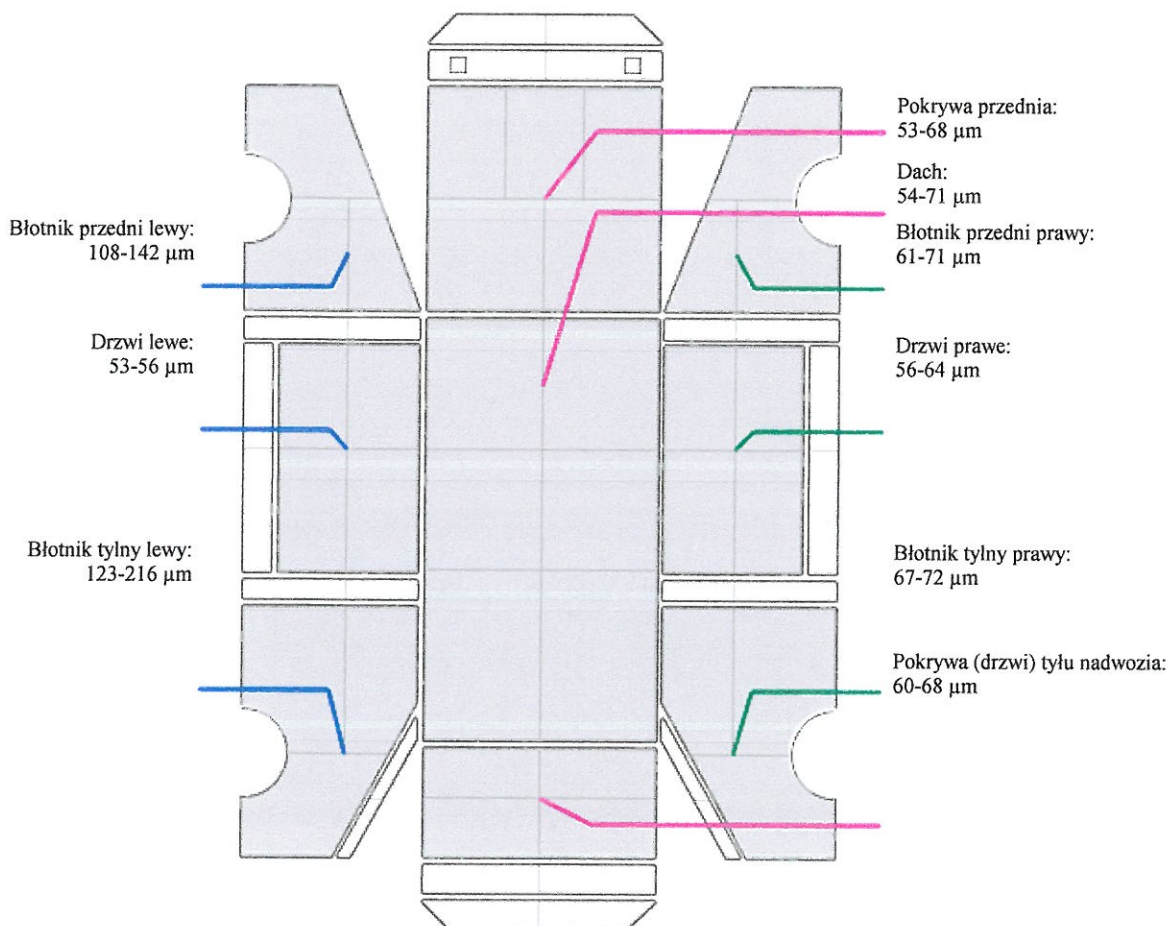 Pokrywa przednia:
53-68 µm
Dach:
54-71 µm
Błotnik przedni lewy:
108-142 µm
Błotnik przedni prawy:
61-71 µm
Drzwi lewe:
53-56 µm
Drzwi prawe:
56-64 µm
Błotnik tylny lewy:
123-216 µm
Błotnik tylny prawy:
67-72 µm
Pokrywa (drzwi) tyłu nadwozia:
60-68 µm